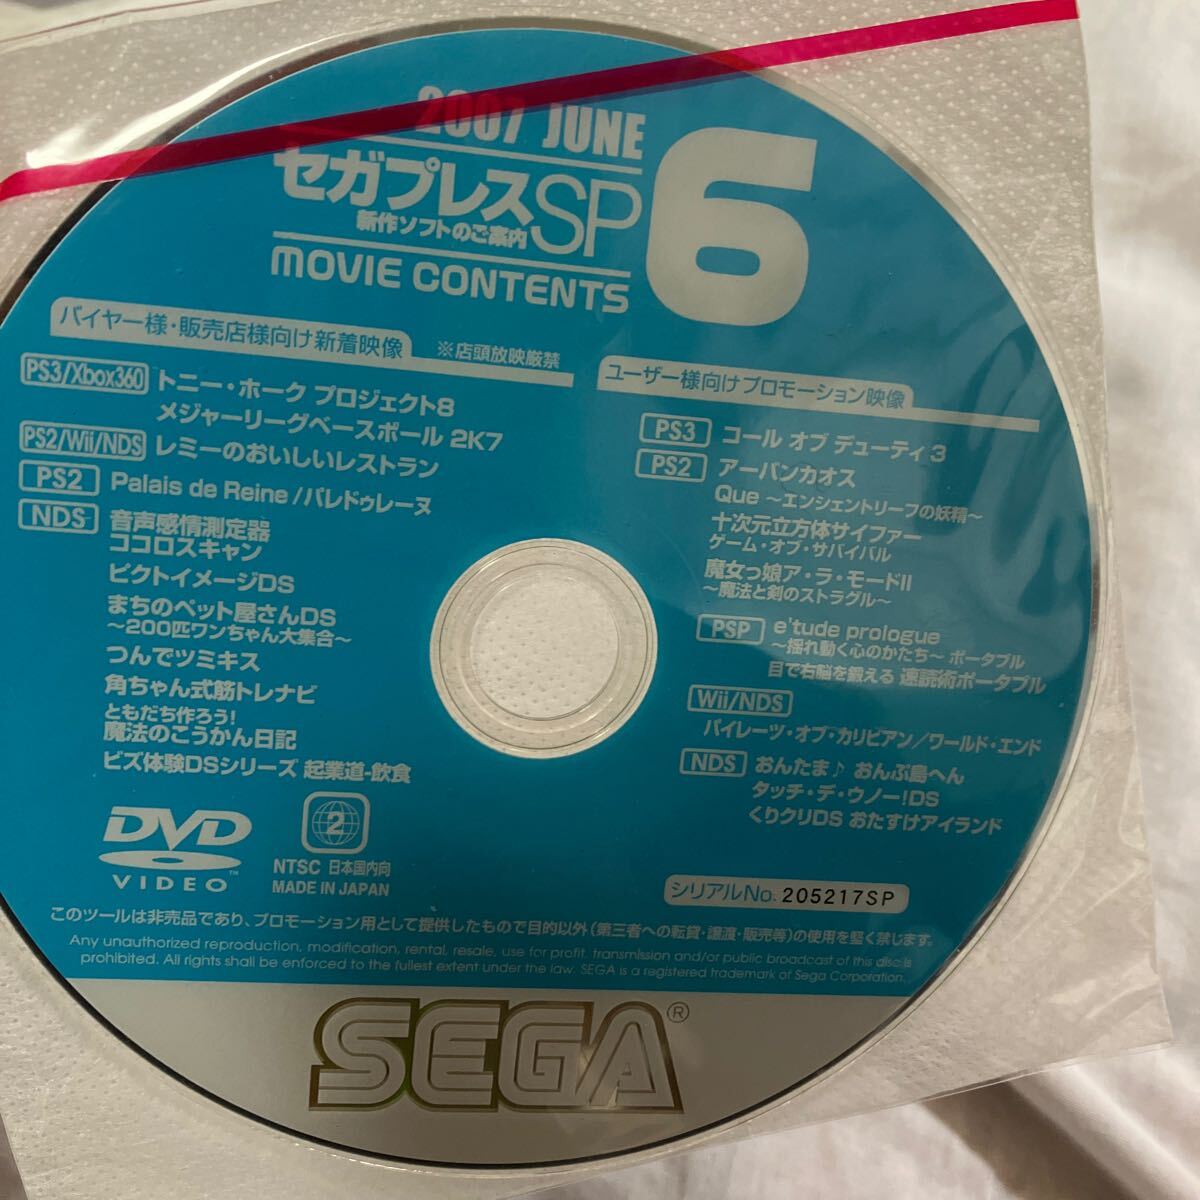 2007 JUNE
セガプレスSP
新作ソフトのご案内
MOVIE CONTENTS
6
バイヤー様・販売店様向け新着映像
※店頭放映厳禁
PS3/Xbox360 トニー・ホーク プロジェクト8
メジャーリーグベースボール 2K7
PS2/Wii/NDS レミーのおいしいレストラン
PS2 Palais de Reine/パレドゥレーヌ
NDS 音声感情測定器
ココロスキャン
ピクトイメージDS
まちのペット屋さんDS
～200匹ワンちゃん大集合～
つんでツミキス
角ちゃん式筋トレナビ
ともだち作ろう!
魔法のこうかん日記
ビズ体験DSシリーズ 起業道-飲食
ユーザー様向けプロモーション映像
PS3 コール オブ デューティ3
PS2 アーバンカオス
Que ～エンシェントリーフの妖精～
十次元立方体サイファー
ゲーム・オブ・サバイバル
魔女っ娘ア・ラ・モードII
～魔法と剣のストラグル～
PSP e'tude prologue
～揺れ動く心のかたち～ ポータブル
目で右脳を鍛える 速読術ポータブル
Wii/NDS
パイレーツ・オブ・カリビアン/ワールド・エンド
NDS おんたま♪ おんぷ島へん
タッチ・デ・ウノー!DS
くりクリDS おたすけアイランド
DVD
VIDEO
TM
2
NTSC 日本国内向
MADE IN JAPAN
シリアルNo. 205217SP
このツールは非売品であり、プロモーション用として提供したもので目的以外(第三者への転貸・譲渡・販売等)の使用を堅く禁じます。
Any unauthorized reproduction, modification, rental, resale, use for profit, transmission and/or public broadcast of this disc is
prohibited. All rights shall be enforced to the fullest extent under the law. SEGA is a registered trademark of Sega Corporation.
SEGA®